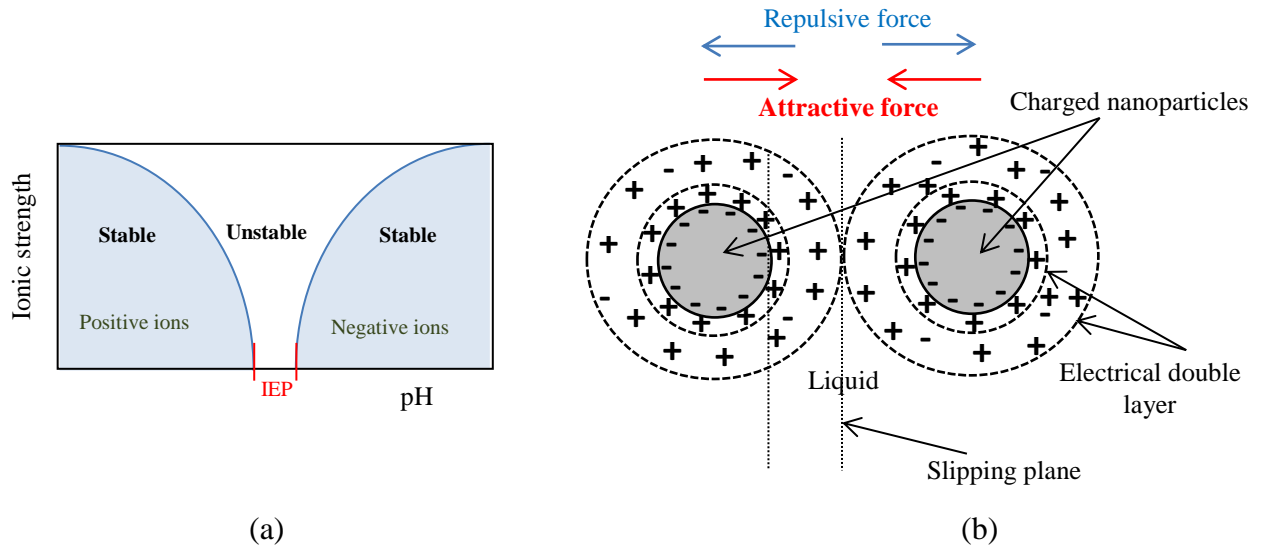 Ionic strength
Stable
Unstable
Stable
Positive ions
Negative ions
IEP
pH
(a)
Repulsive force
Attractive force
Charged nanoparticles
Liquid
Electrical double
layer
Slipping plane
(b)